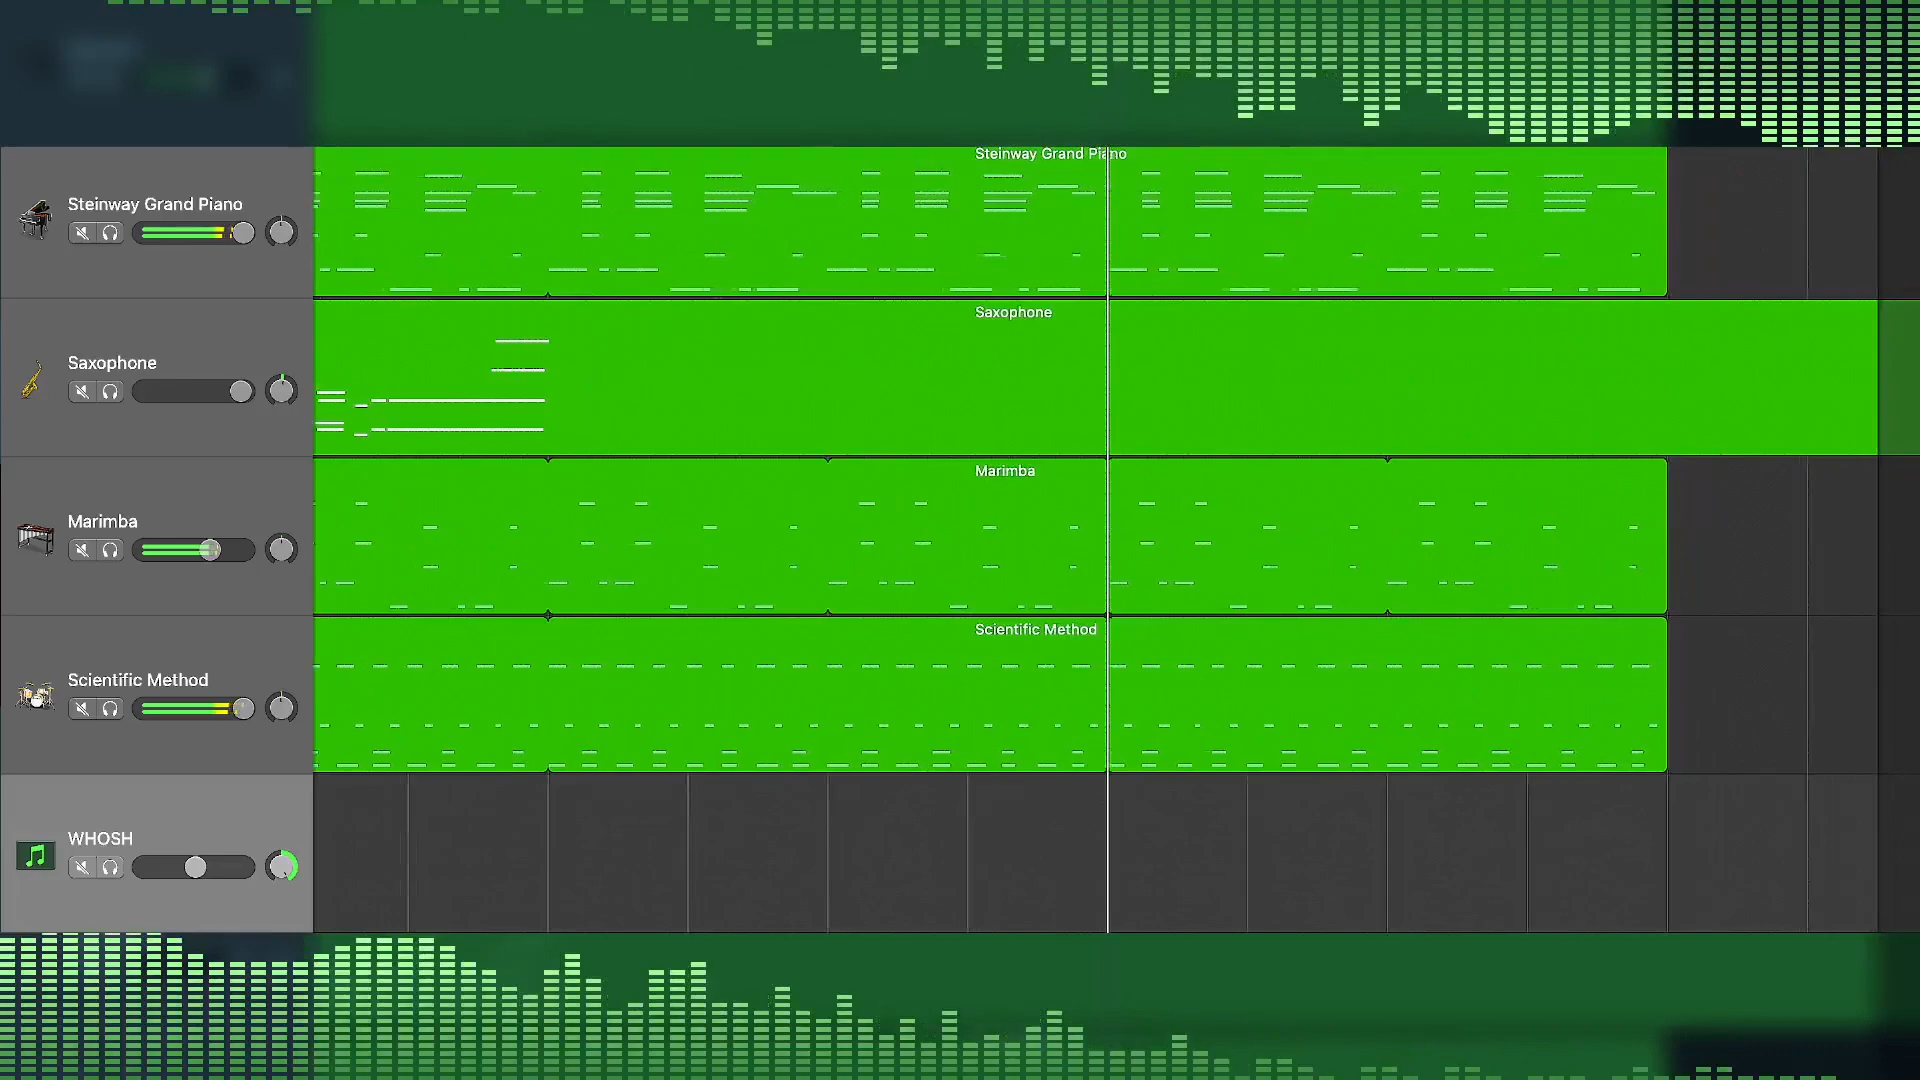 Steinway Grand Piano
Steinway Grand Piano
Saxophone
Saxophone
Marimba
Marimba
Scientific Method
Scientific Method
WHOSH